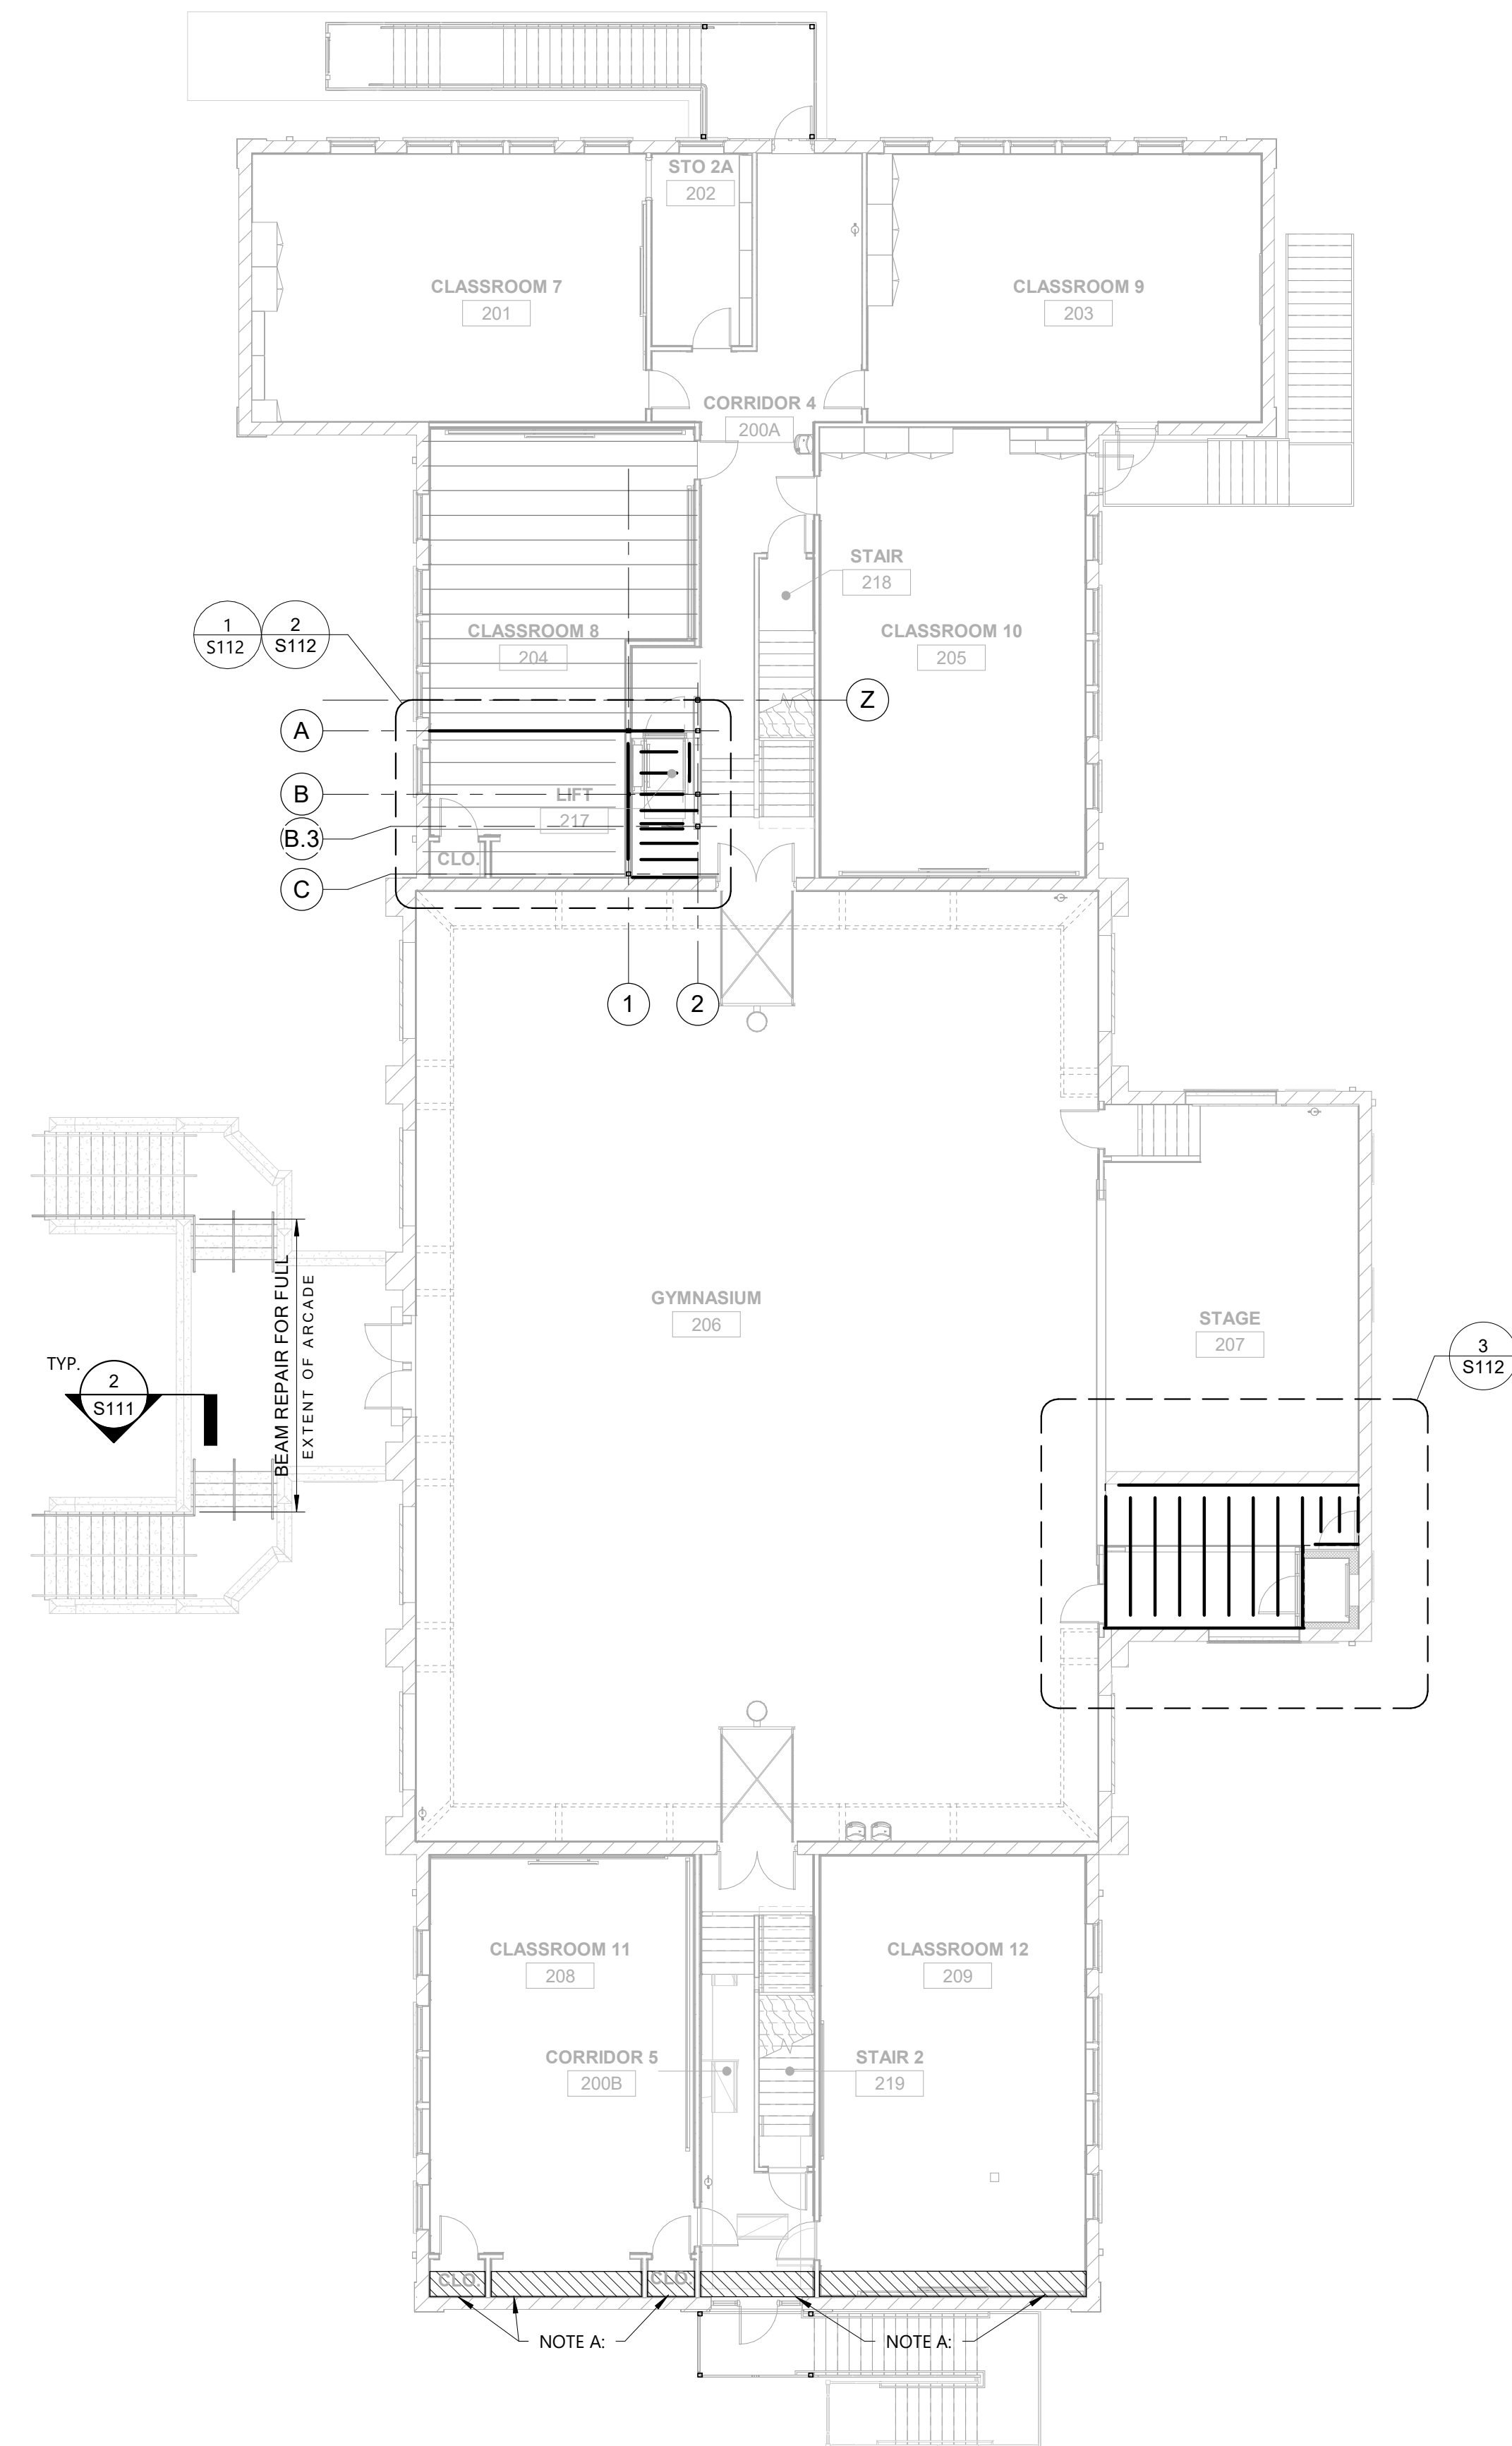 STO 2A
202
CLASSROOM 7
201
CLASSROOM 9
203
CORRIDOR 4
200A
STAIR
218
1
S112
2
S112
CLASSROOM 8
204
CLASSROOM 10
205
Z
A
B
LIFT
217
B.3
CLO.
C
1
2
GYMNASIUM
206
STAGE
207
BEAM REPAIR FOR FULL
EXTENT OF ARCADE
TYP.
2
S111
3
S112
CLASSROOM 11
208
CLASSROOM 12
209
CORRIDOR 5
200B
STAIR 2
219
CLO.
CLO.
NOTE A:
NOTE A: